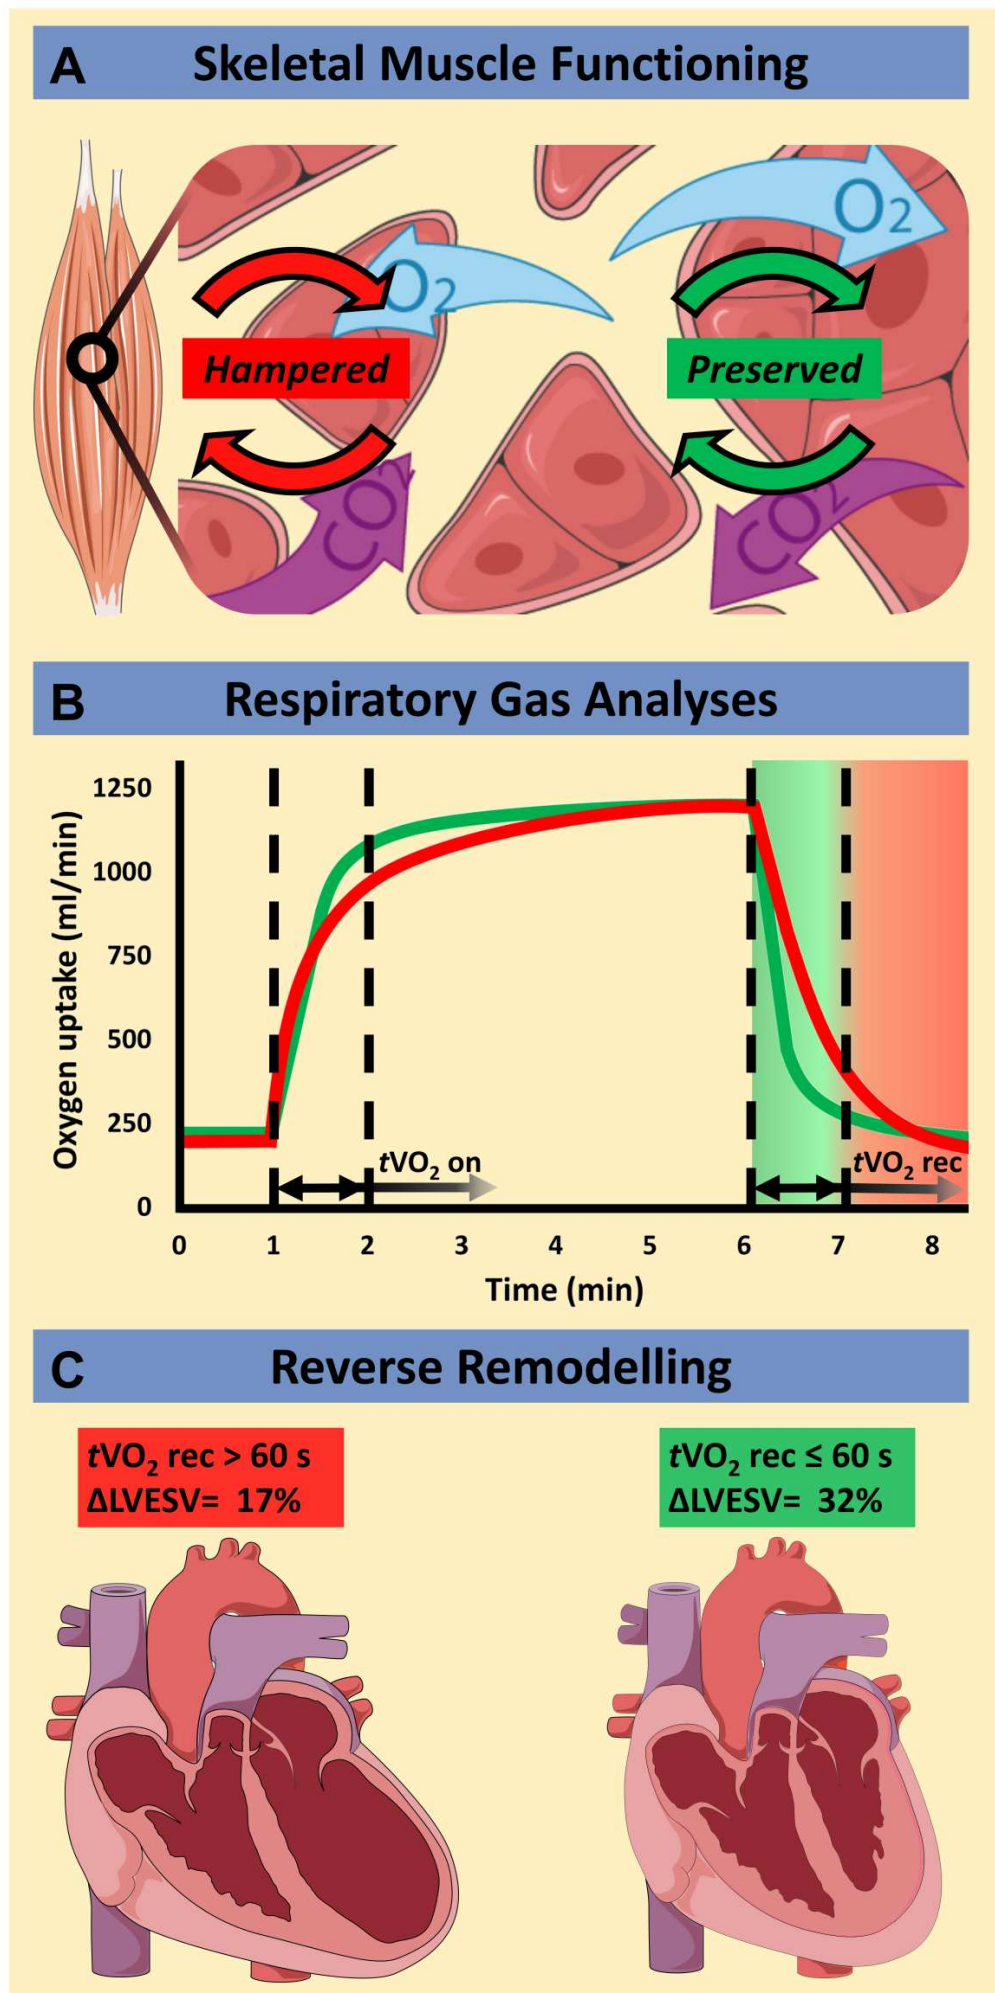 A Skeletal Muscle Functioning
O2
O2
Hampered
Preserved
CO2
CO2
B Respiratory Gas Analyses
Oxygen uptake (ml/min)
1250
1000
750
500
250
0
tVO2 on
tVO2 rec
0 1 2 3 4 5 6 7 8
Time (min)
C Reverse Remodelling
tVO2 rec > 60 s
ΔLVESV= 17%
tVO2 rec ≤ 60 s
ΔLVESV= 32%